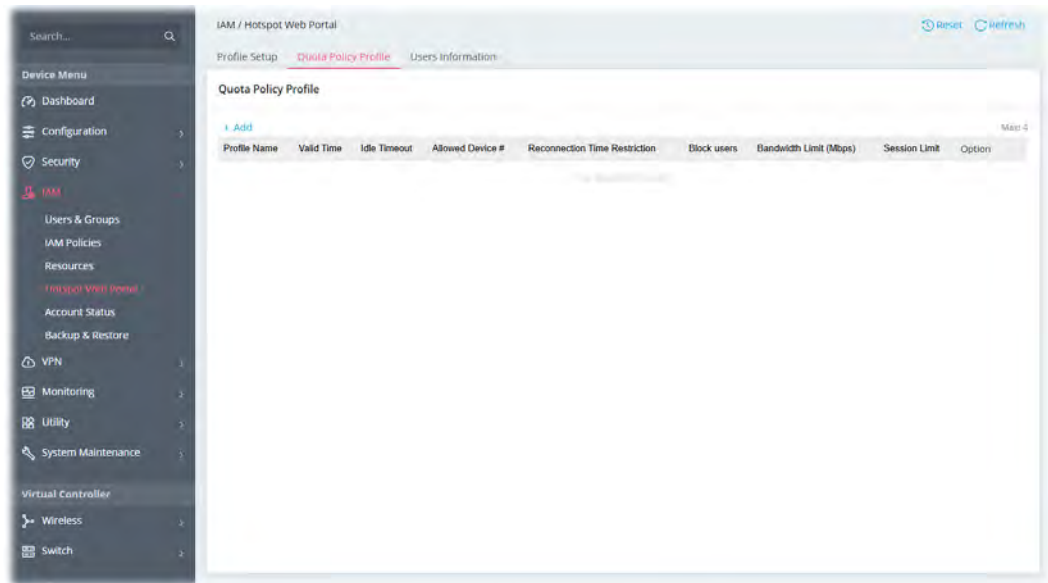 Search...
Device Menu
Dashboard
Configuration
Security
IAM
Users & Groups
IAM Policies
Resources
Hotspot Web Portal
Account Status
Backup & Restore
VPN
Monitoring
Utility
System Maintenance
Virtual Controller
Wireless
Switch
IAM / Hotspot Web Portal
Reset Refresh
Profile Setup Quota Policy Profile Users Information
Quota Policy Profile
+ Add
Max: 4
Profile Name Valid Time Idle Timeout Allowed Device # Reconnection Time Restriction Block users Bandwidth Limit (Mbps) Session Limit Option